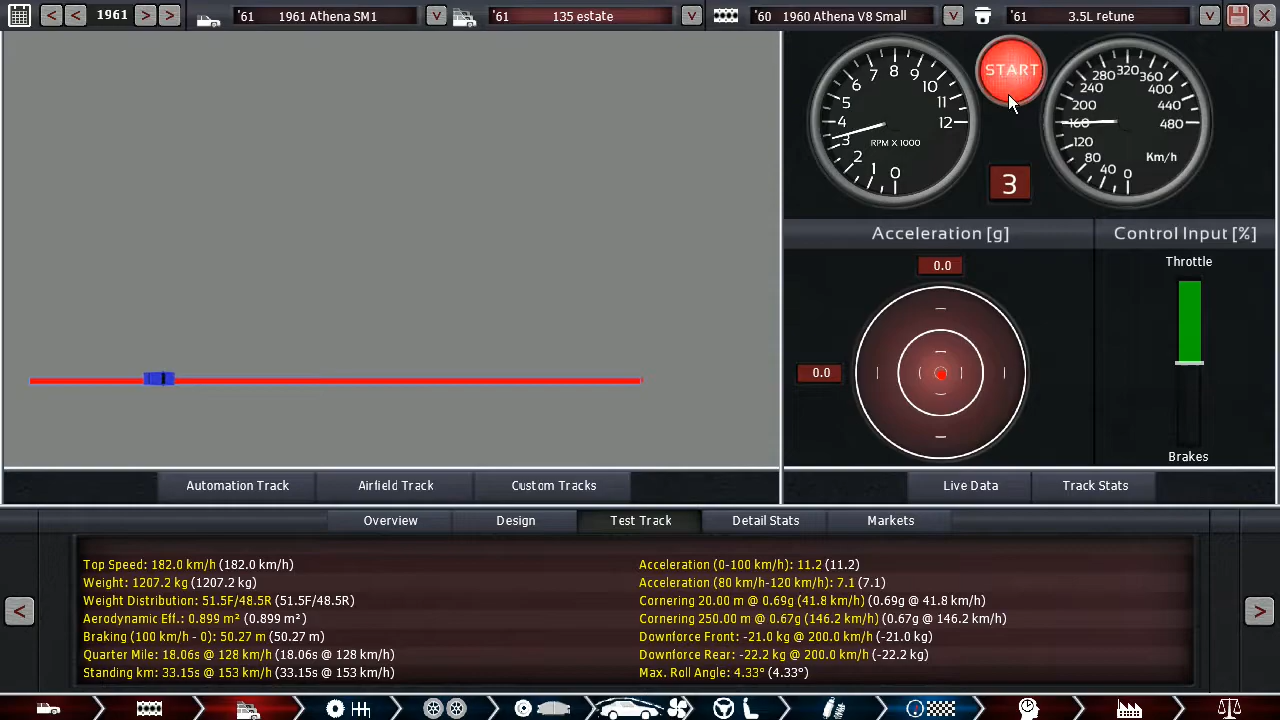 1961 '61 1961 Athena SM1 '61 135 estate '60 1960 Athena V8 Small '61 3.5L retune
0 1 2 3 4 5 6 7 8 9 10 11 12
RPM X 1000
START
3
0 40 80 120 160 200 240 280 320 360 400 440 480
Km/h
Acceleration [g] Control Input [%]
0.0
Throttle
0.0
Brakes
Automation Track Airfield Track Custom Tracks Live Data Track Stats
Overview Design Test Track Detail Stats Markets
Top Speed: 182.0 km/h (182.0 km/h)
Weight: 1207.2 kg (1207.2 kg)
Weight Distribution: 51.5F/48.5R (51.5F/48.5R)
Aerodynamic Eff.: 0.899 m² (0.899 m²)
Braking (100 km/h - 0): 50.27 m (50.27 m)
Quarter Mile: 18.06s @ 128 km/h (18.06s @ 128 km/h)
Standing km: 33.15s @ 153 km/h (33.15s @ 153 km/h)
Acceleration (0-100 km/h): 11.2 (11.2)
Acceleration (80 km/h-120 km/h): 7.1 (7.1)
Cornering 20.00 m @ 0.69g (41.8 km/h) (0.69g @ 41.8 km/h)
Cornering 250.00 m @ 0.67g (146.2 km/h) (0.67g @ 146.2 km/h)
Downforce Front: -21.0 kg @ 200.0 km/h (-21.0 kg)
Downforce Rear: -22.2 kg @ 200.0 km/h (-22.2 kg)
Max. Roll Angle: 4.33° (4.33°)